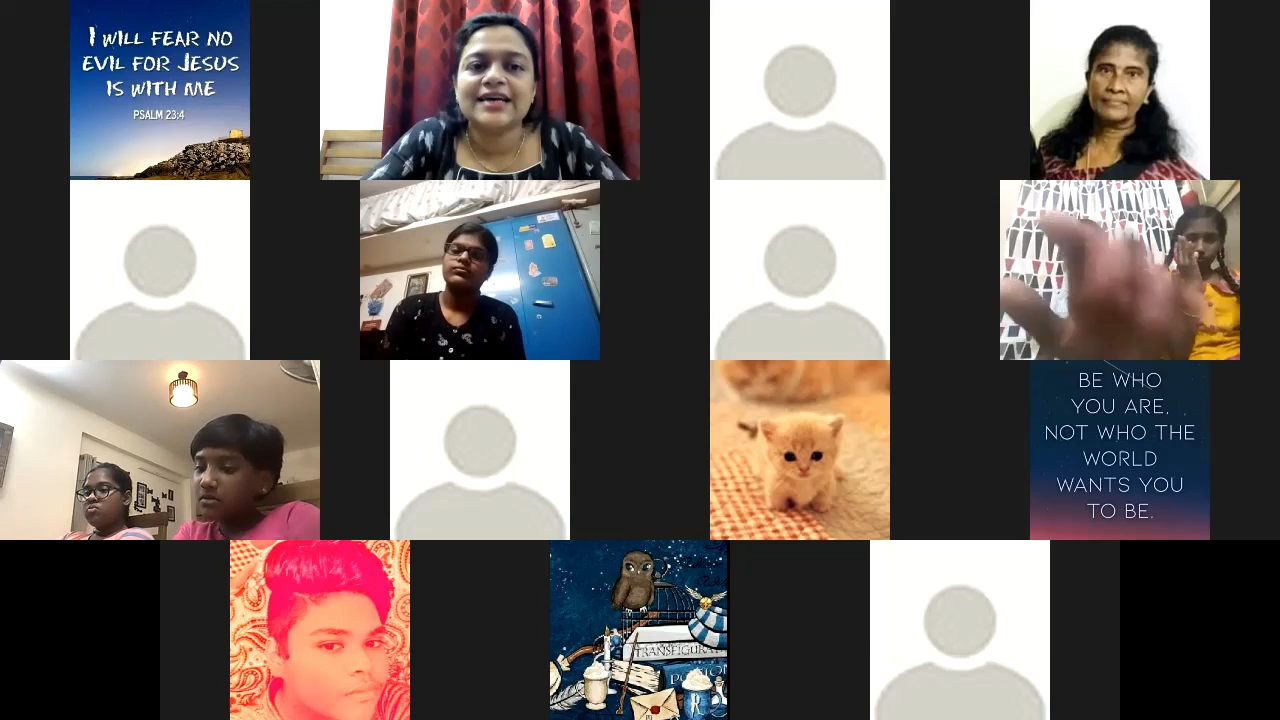 I WILL FEAR NO
EVIL FOR JESUS
IS WITH ME
PSALM 23:4
BE WHO
YOU ARE,
NOT WHO THE
WORLD
WANTS YOU
TO BE.